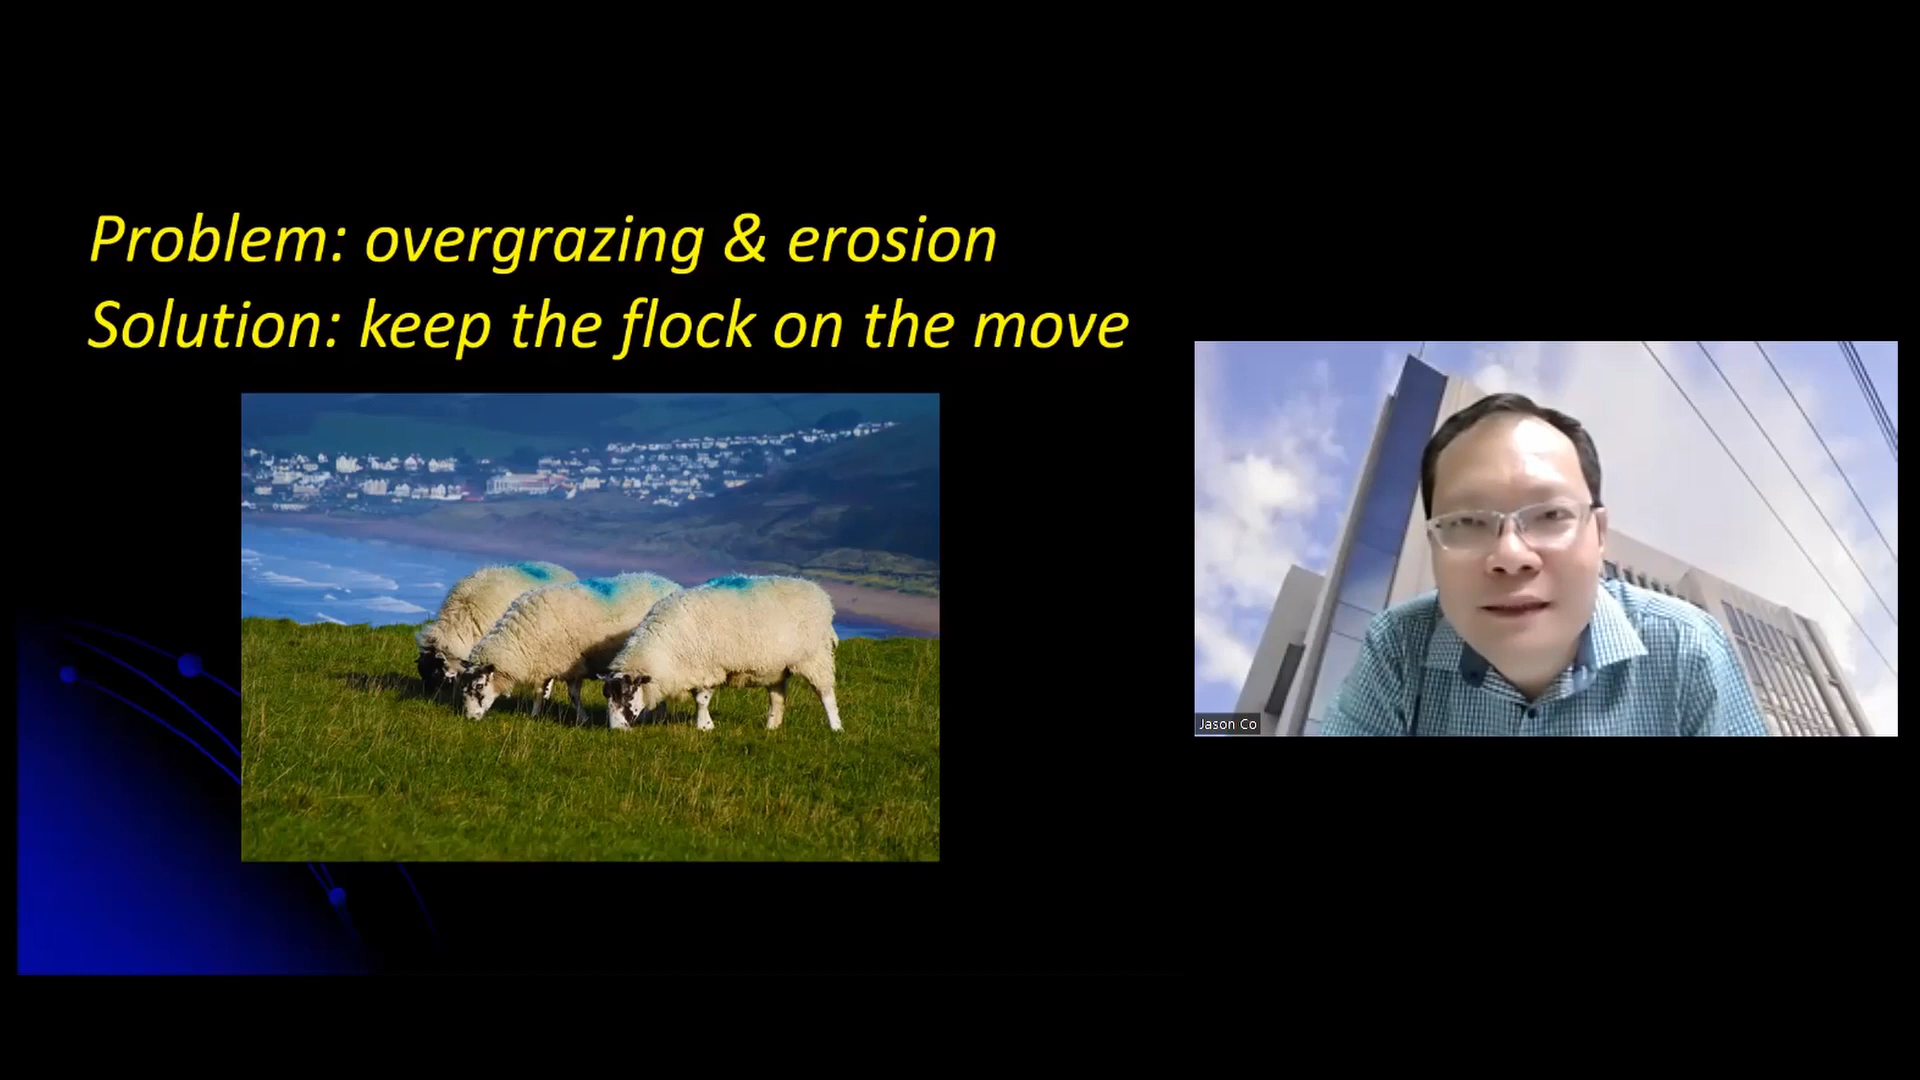 Problem: overgrazing & erosion
Solution: keep the flock on the move
Jason Co